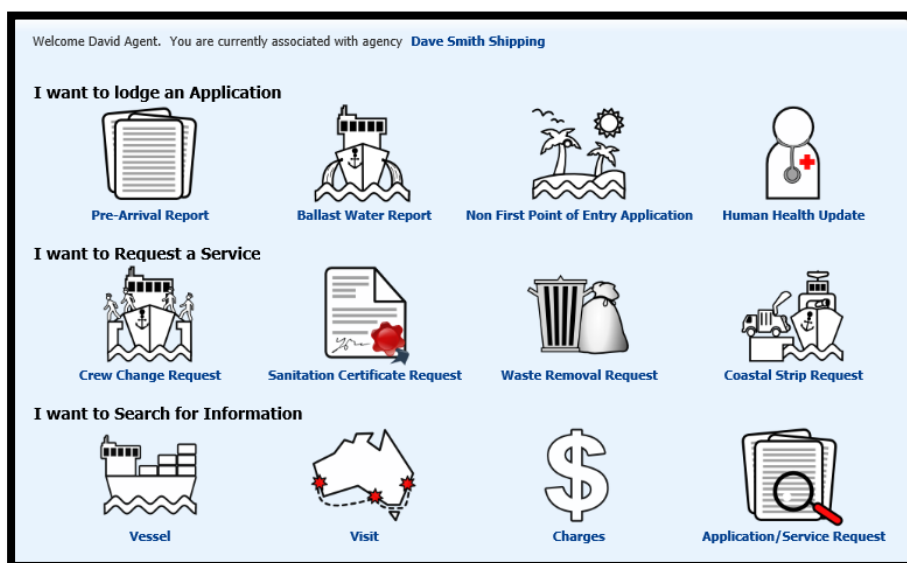 Welcome David Agent.  You are currently associated with agency  Dave Smith Shipping
I want to lodge an Application
Pre-Arrival Report
Ballast Water Report
Non First Point of Entry Application
Human Health Update
I want to Request a Service
Crew Change Request
Sanitation Certificate Request
Waste Removal Request
Coastal Strip Request
I want to Search for Information
Vessel
Visit
Charges
Application/Service Request